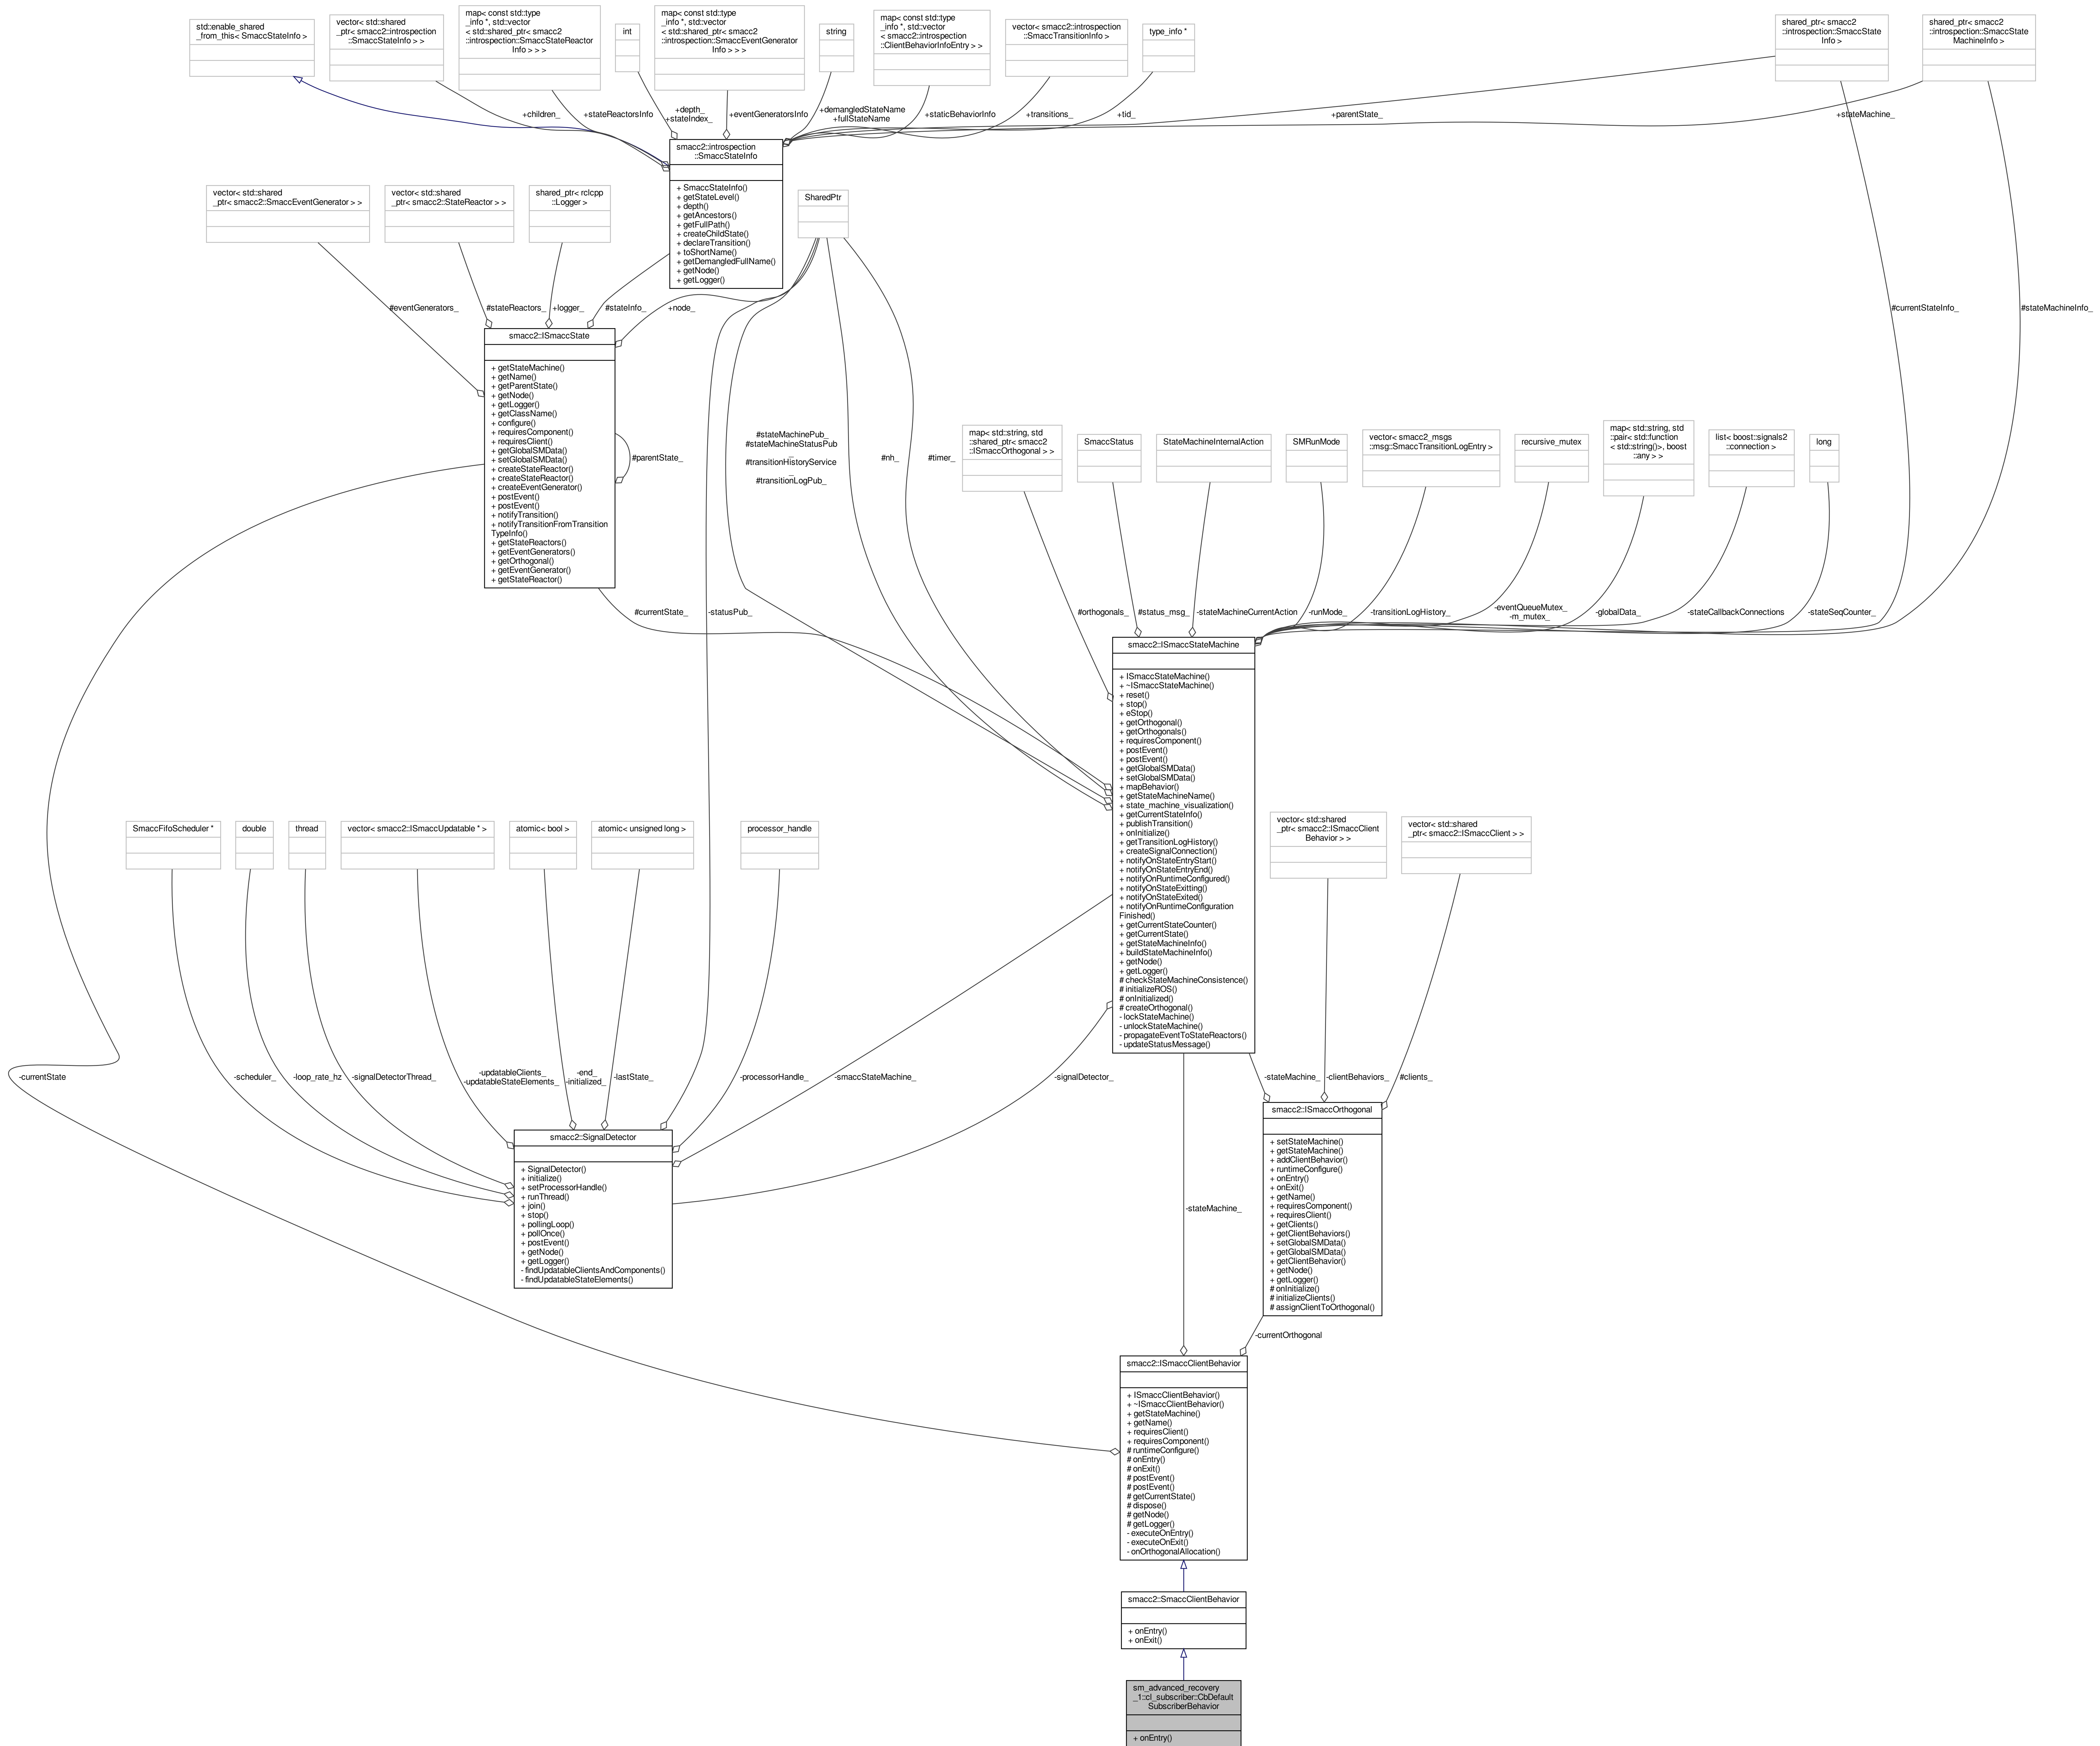 std::enable_shared
_from_this< SmaccStateInfo >
vector< std::shared
_ptr< smacc2::introspection
::SmaccStateInfo > >
map< const std::type
_info *, std::vector
< std::shared_ptr< smacc2
::introspection::SmaccStateReactor
Info > > >
int
map< const std::type
_info *, std::vector
< std::shared_ptr< smacc2
::introspection::SmaccEventGenerator
Info > > >
string
map< const std::type
_info *, std::vector
< smacc2::introspection
::ClientBehaviorInfoEntry > >
vector< smacc2::introspection
::SmaccTransitionInfo >
type_info *
shared_ptr< smacc2
::introspection::SmaccState
Info >
shared_ptr< smacc2
::introspection::SmaccState
MachineInfo >
+children_
+stateReactorsInfo
+depth_
+stateIndex_
+eventGeneratorsInfo
+demangledStateName
+fullStateName
+staticBehaviorInfo
+transitions_
+tid_
+parentState_
+stateMachine_
smacc2::introspection
::SmaccStateInfo
+ SmaccStateInfo()
+ getStateLevel()
+ depth()
+ getAncestors()
+ getFullPath()
+ createChildState()
+ declareTransition()
+ toShortName()
+ getDemangledFullName()
+ getNode()
+ getLogger()
vector< std::shared
_ptr< smacc2::SmaccEventGenerator > >
vector< std::shared
_ptr< smacc2::StateReactor > >
shared_ptr< rclcpp
::Logger >
SharedPtr
#eventGenerators_
#stateReactors_
+logger_
#stateInfo_
+node_
#currentStateInfo_
#stateMachineInfo_
smacc2::ISmaccState
+ getStateMachine()
+ getName()
+ getParentState()
+ getNode()
+ getLogger()
+ getClassName()
+ configure()
+ requiresComponent()
+ requiresClient()
+ getGlobalSMData()
+ setGlobalSMData()
+ createStateReactor()
+ createStateReactor()
+ createEventGenerator()
+ postEvent()
+ postEvent()
+ notifyTransition()
+ notifyTransitionFromTransition
TypeInfo()
+ getStateReactors()
+ getEventGenerators()
+ getOrthogonal()
+ getEventGenerator()
+ getStateReactor()
#parentState_
#stateMachinePub_
#stateMachineStatusPub
_
#transitionHistoryService
_
#transitionLogPub_
#nh_
#timer_
map< std::string, std
::shared_ptr< smacc2
::ISmaccOrthogonal > >
SmaccStatus
StateMachineInternalAction
SMRunMode
vector< smacc2_msgs
::msg::SmaccTransitionLogEntry >
recursive_mutex
map< std::string, std
::pair< std::function
< std::string()>, boost
::any > >
list< boost::signals2
::connection >
long
#currentState_
-statusPub_
#orthogonals_
#status_msg_
-stateMachineCurrentAction
-runMode_
-transitionLogHistory_
-eventQueueMutex_
-m_mutex_
-globalData_
-stateCallbackConnections
-stateSeqCounter_
smacc2::ISmaccStateMachine
+ ISmaccStateMachine()
+ ~ISmaccStateMachine()
+ reset()
+ stop()
+ eStop()
+ getOrthogonal()
+ getOrthogonals()
+ requiresComponent()
+ postEvent()
+ postEvent()
+ getGlobalSMData()
+ setGlobalSMData()
+ mapBehavior()
+ getStateMachineName()
+ state_machine_visualization()
+ getCurrentStateInfo()
+ publishTransition()
+ onInitialize()
+ getTransitionLogHistory()
+ createSignalConnection()
+ notifyOnStateEntryStart()
+ notifyOnStateEntryEnd()
+ notifyOnRuntimeConfigured()
+ notifyOnStateExitting()
+ notifyOnStateExited()
+ notifyOnRuntimeConfiguration
Finished()
+ getCurrentStateCounter()
+ getCurrentState()
+ getStateMachineInfo()
+ buildStateMachineInfo()
+ getNode()
+ getLogger()
# checkStateMachineConsistence()
# initializeROS()
# onInitialized()
# createOrthogonal()
- lockStateMachine()
- unlockStateMachine()
- propagateEventToStateReactors()
- updateStatusMessage()
SmaccFifoScheduler *
double
thread
vector< smacc2::ISmaccUpdatable * >
atomic< bool >
atomic< unsigned long >
processor_handle
vector< std::shared
_ptr< smacc2::ISmaccClient
Behavior > >
vector< std::shared
_ptr< smacc2::ISmaccClient > >
-currentState
-scheduler_
-loop_rate_hz
-signalDetectorThread_
-updatableClients_
-updatableStateElements_
-end_
-initialized_
-lastState_
-processorHandle_
-smaccStateMachine_
-signalDetector_
-stateMachine_
-clientBehaviors_
#clients_
smacc2::SignalDetector
+ SignalDetector()
+ initialize()
+ setProcessorHandle()
+ runThread()
+ join()
+ stop()
+ pollingLoop()
+ pollOnce()
+ postEvent()
+ getNode()
+ getLogger()
- findUpdatableClientsAndComponents()
- findUpdatableStateElements()
smacc2::ISmaccOrthogonal
+ setStateMachine()
+ getStateMachine()
+ addClientBehavior()
+ runtimeConfigure()
+ onEntry()
+ onExit()
+ getName()
+ requiresComponent()
+ requiresClient()
+ getClients()
+ getClientBehaviors()
+ setGlobalSMData()
+ getGlobalSMData()
+ getClientBehavior()
+ getNode()
+ getLogger()
# onInitialize()
# initializeClients()
# assignClientToOrthogonal()
-stateMachine_
-currentOrthogonal
smacc2::ISmaccClientBehavior
+ ISmaccClientBehavior()
+ ~ISmaccClientBehavior()
+ getStateMachine()
+ getName()
+ requiresClient()
+ requiresComponent()
# runtimeConfigure()
# onEntry()
# onExit()
# postEvent()
# postEvent()
# getCurrentState()
# dispose()
# getNode()
# getLogger()
- executeOnEntry()
- executeOnExit()
- onOrthogonalAllocation()
smacc2::SmaccClientBehavior
+ onEntry()
+ onExit()
sm_advanced_recovery
_1::cl_subscriber::CbDefault
SubscriberBehavior
+ onEntry()